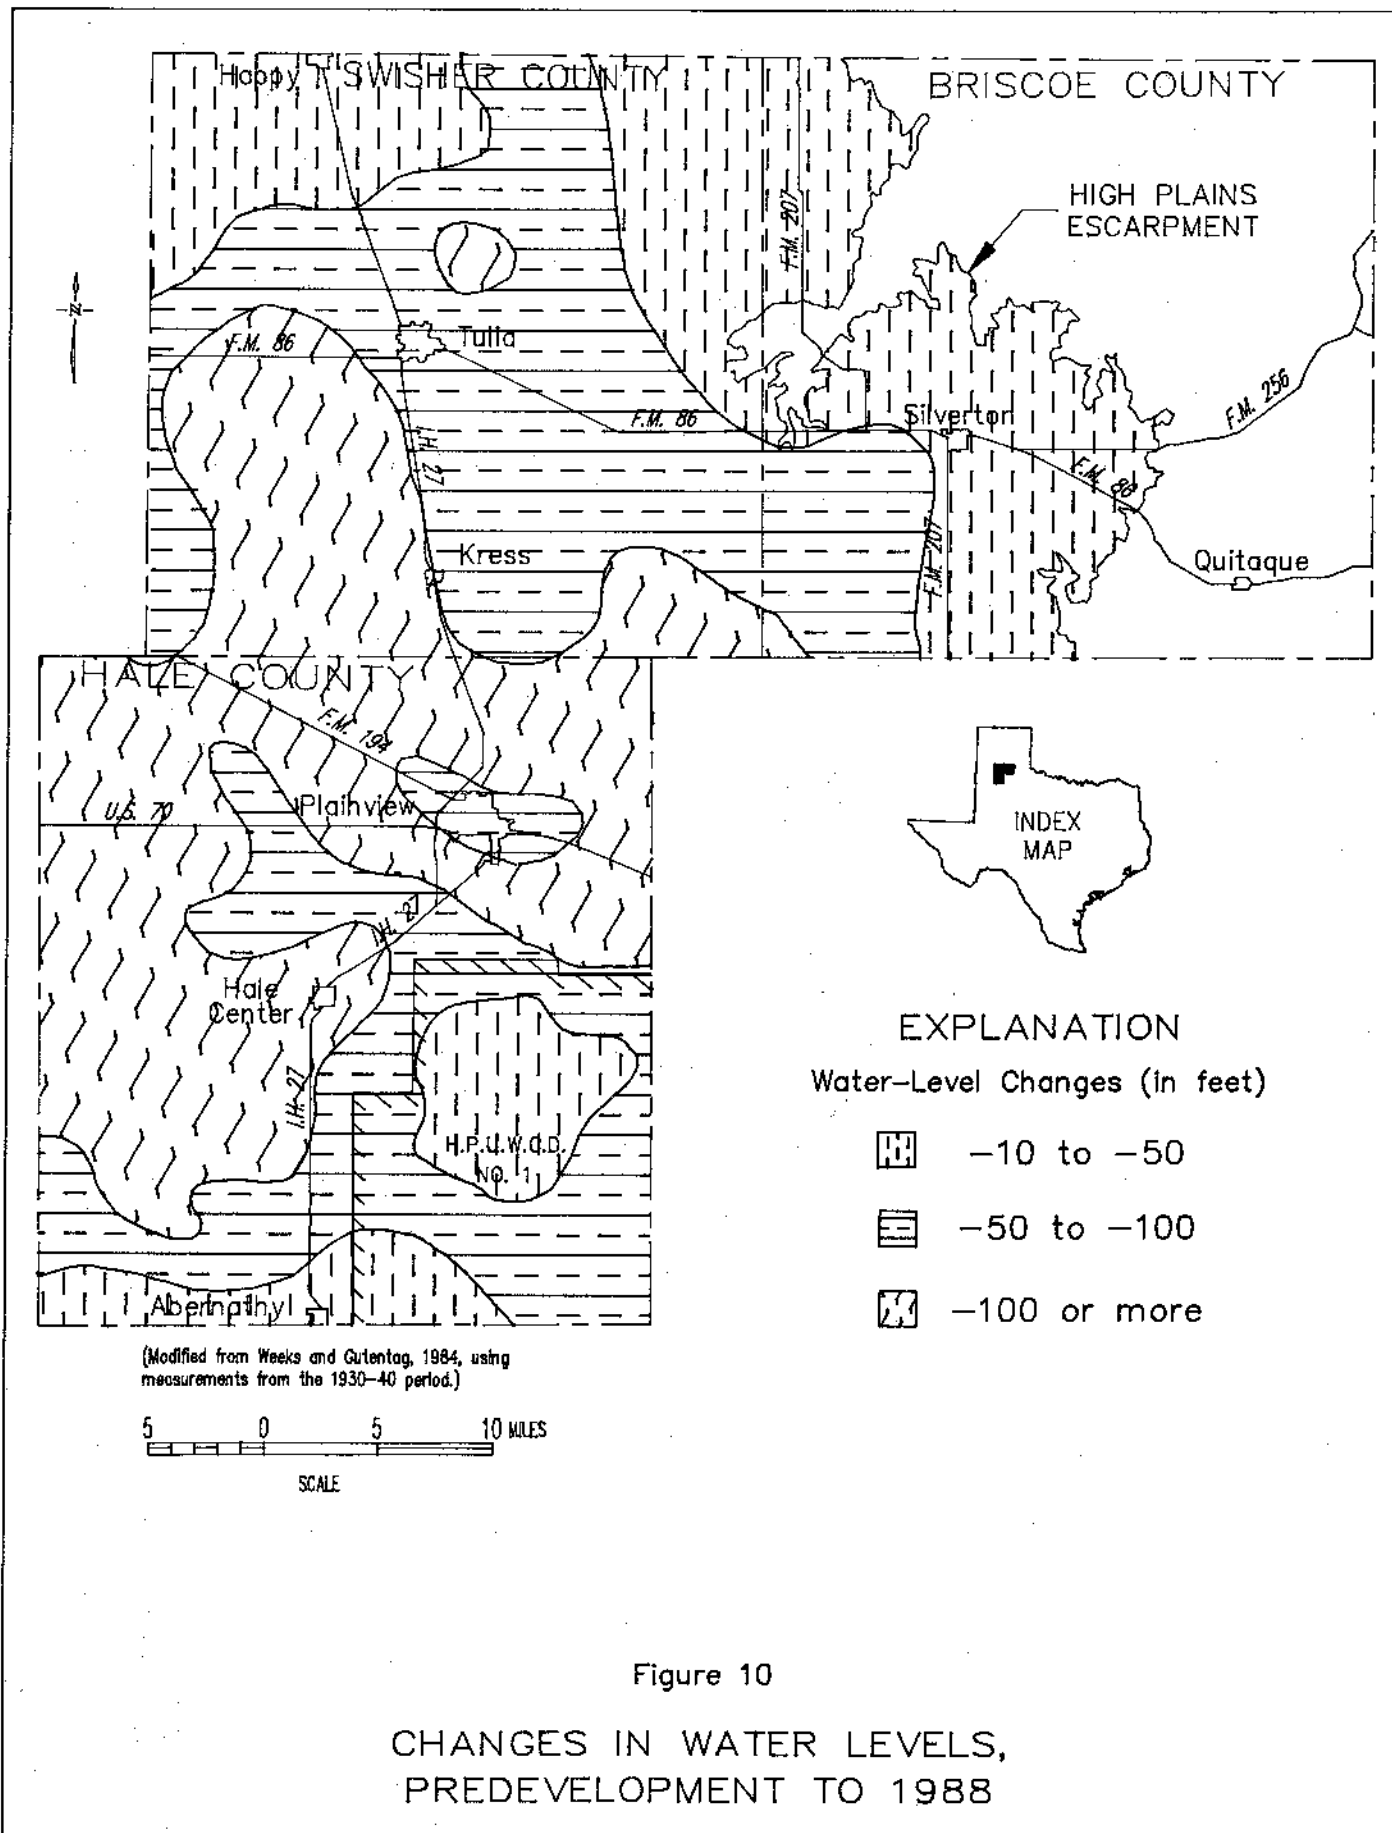 Happy
SWISHER COUNTY
BRISCOE COUNTY
HIGH PLAINS
ESCARPMENT
F.M. 207
N
Tulia
F.M. 86
F.M. 86
Silverton
F.M. 256
I.H. 27
F.M. 86
Kress
F.M. 207
Quitaque
HALE COUNTY
F.M. 194
U.S. 70
Plainview
INDEX
MAP
I.H. 27
Hale
Center
I.H. 27
H.P.U.W.C.D.
NO. 1
Abernathy
EXPLANATION
Water-Level Changes (in feet)
-10 to -50
-50 to -100
-100 or more
(Modified from Weeks and Gutentag, 1984, using
measurements from the 1930-40 period.)
5 0 5 10 MILES
SCALE
Figure 10
CHANGES IN WATER LEVELS,
PREDEVELOPMENT TO 1988